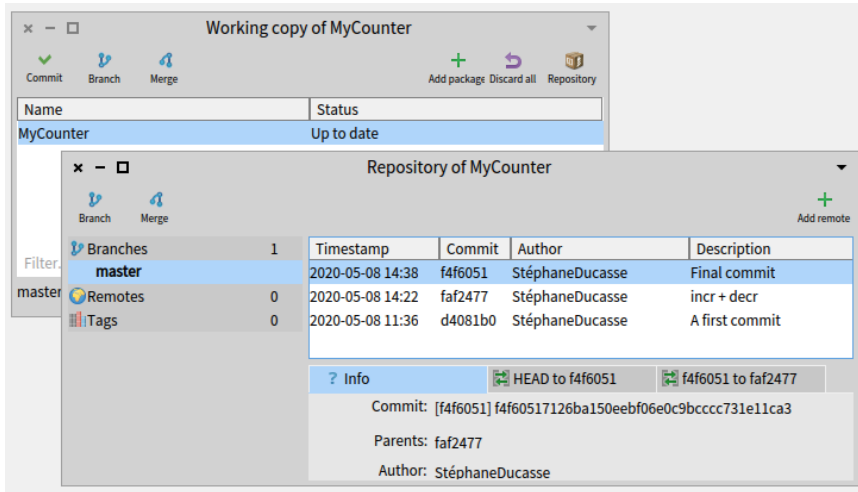 Working copy of MyCounter
Commit Branch Merge Add package Discard all Repository
Name Status
MyCounter Up to date
Repository of MyCounter
Branch Merge Add remote
Branches 1 Timestamp Commit Author Description
Filter.
master 2020-05-08 14:38 f4f6051 StéphaneDucasse Final commit
master
Remotes 0 2020-05-08 14:22 faf2477 StéphaneDucasse incr + decr
Tags 0 2020-05-08 11:36 d4081b0 StéphaneDucasse A first commit
? Info HEAD to f4f6051 f4f6051 to faf2477
Commit: [f4f6051] f4f60517126ba150eebf06e0c9bcccc731e11ca3
Parents: faf2477
Author: StéphaneDucasse